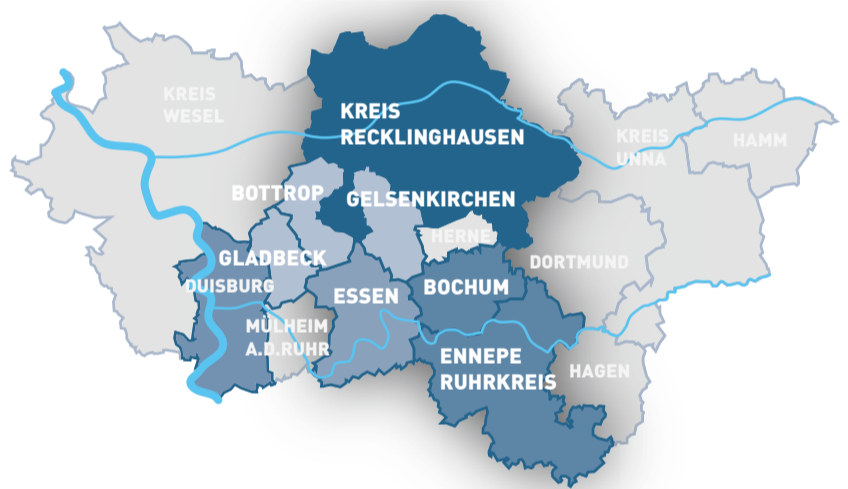 KREIS
WESEL
KREIS
RECKLINGHAUSEN
KREIS
UNNA
HAMM
BOTTROP
GELSENKIRCHEN
HERNE
GLADBECK
DORTMUND
DUISBURG
ESSEN
BOCHUM
MÜLHEIM
A.D.RUHR
ENNEPE
RUHRKREIS
HAGEN